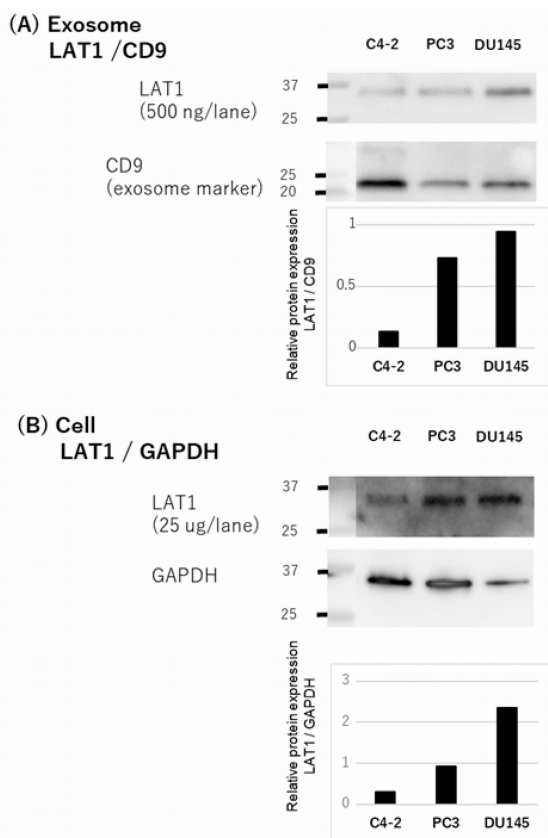 (A) Exosome
LAT1 /CD9
C4-2 PC3 DU145
LAT1
(500 ng/lane)
37
25
CD9
(exosome marker)
25
20
Relative protein expression
LAT1 / CD9
1
0.5
0
C4-2 PC3 DU145
(B) Cell
LAT1 / GAPDH
C4-2 PC3 DU145
LAT1
(25 ug/lane)
37
25
GAPDH
37
25
Relative protein expression
LAT1 / GAPDH
3
2
1
0
C4-2 PC3 DU145